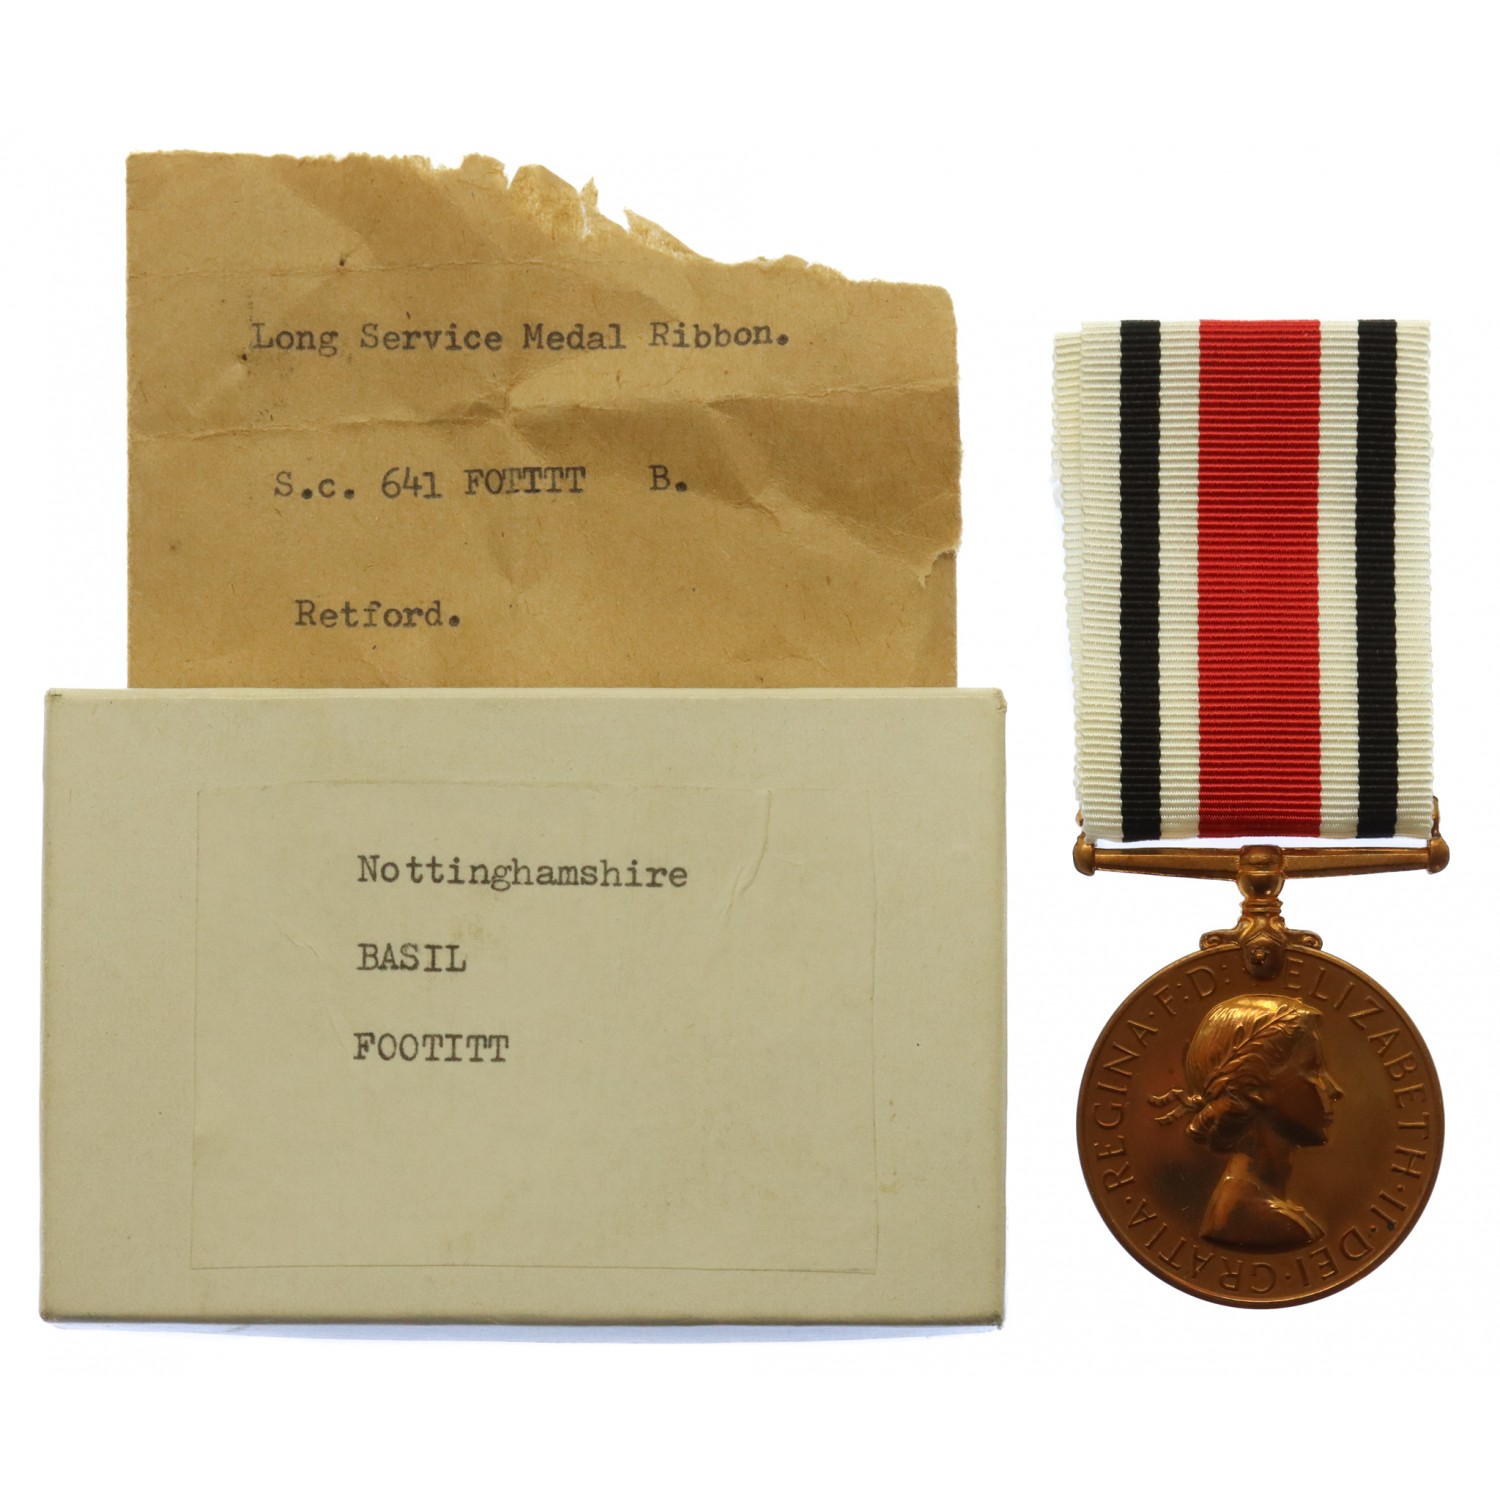 Long Service Medal Ribbon.
S.c. 641 FOTTTT B.
Retford.
Nottinghamshire
BASIL
FOOTITT
ELIZABETH·II·DEI·GRATIA·REGINA·F:D: